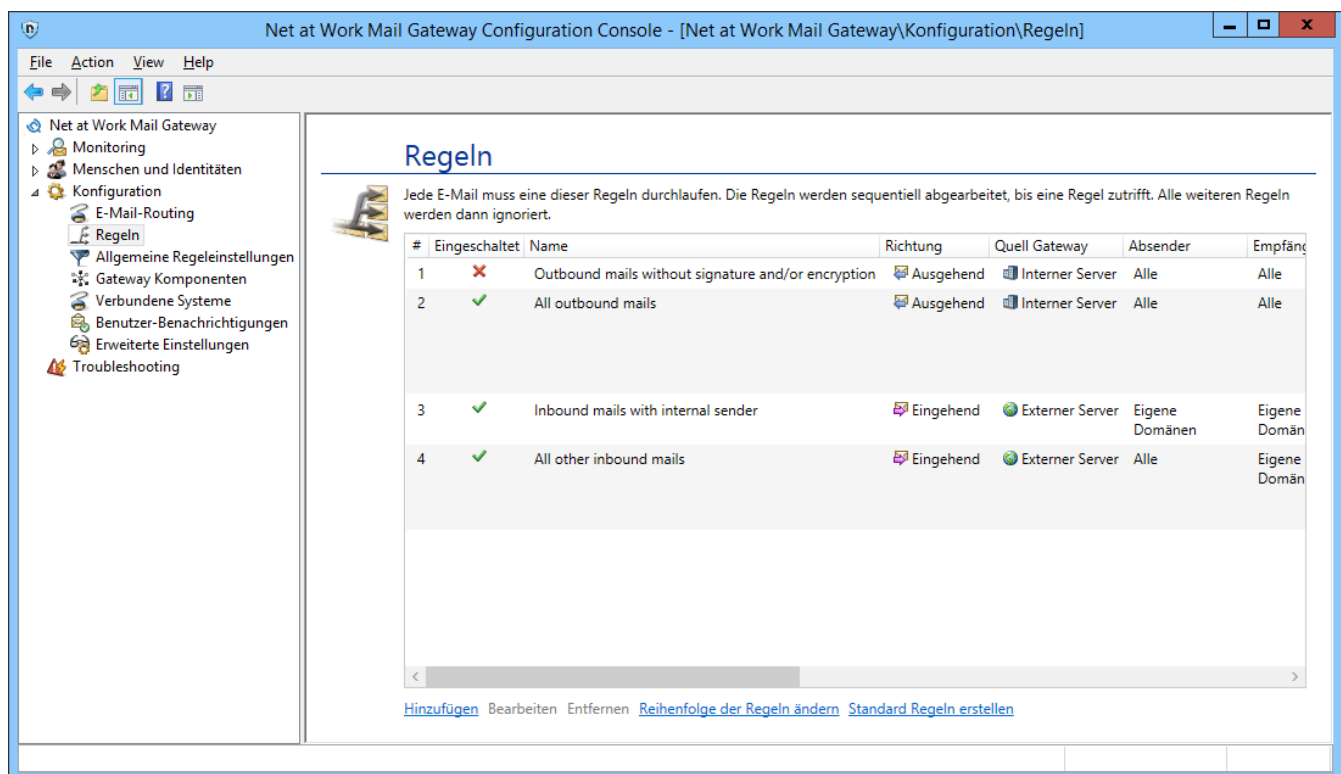 Net at Work Mail Gateway Configuration Console - [Net at Work Mail Gateway\Konfiguration\Regeln]
File Action View Help
Net at Work Mail Gateway
Monitoring
Menschen und Identitäten
Konfiguration
E-Mail-Routing
Regeln
Allgemeine Regeleinstellungen
Gateway Komponenten
Verbundene Systeme
Benutzer-Benachrichtigungen
Erweiterte Einstellungen
Troubleshooting
Regeln
Jede E-Mail muss eine dieser Regeln durchlaufen. Die Regeln werden sequentiell abgearbeitet, bis eine Regel zutrifft. Alle weiteren Regeln
werden dann ignoriert.
# Eingeschaltet Name Richtung Quell Gateway Absender Empfäng
1 Outbound mails without signature and/or encryption Ausgehend Interner Server Alle Alle
2 All outbound mails Ausgehend Interner Server Alle Alle
3 Inbound mails with internal sender Eingehend Externer Server Eigene Eigene
Domänen Domän
4 All other inbound mails Eingehend Externer Server Alle Eigene
Domän
Hinzufügen Bearbeiten Entfernen Reihenfolge der Regeln ändern Standard Regeln erstellen